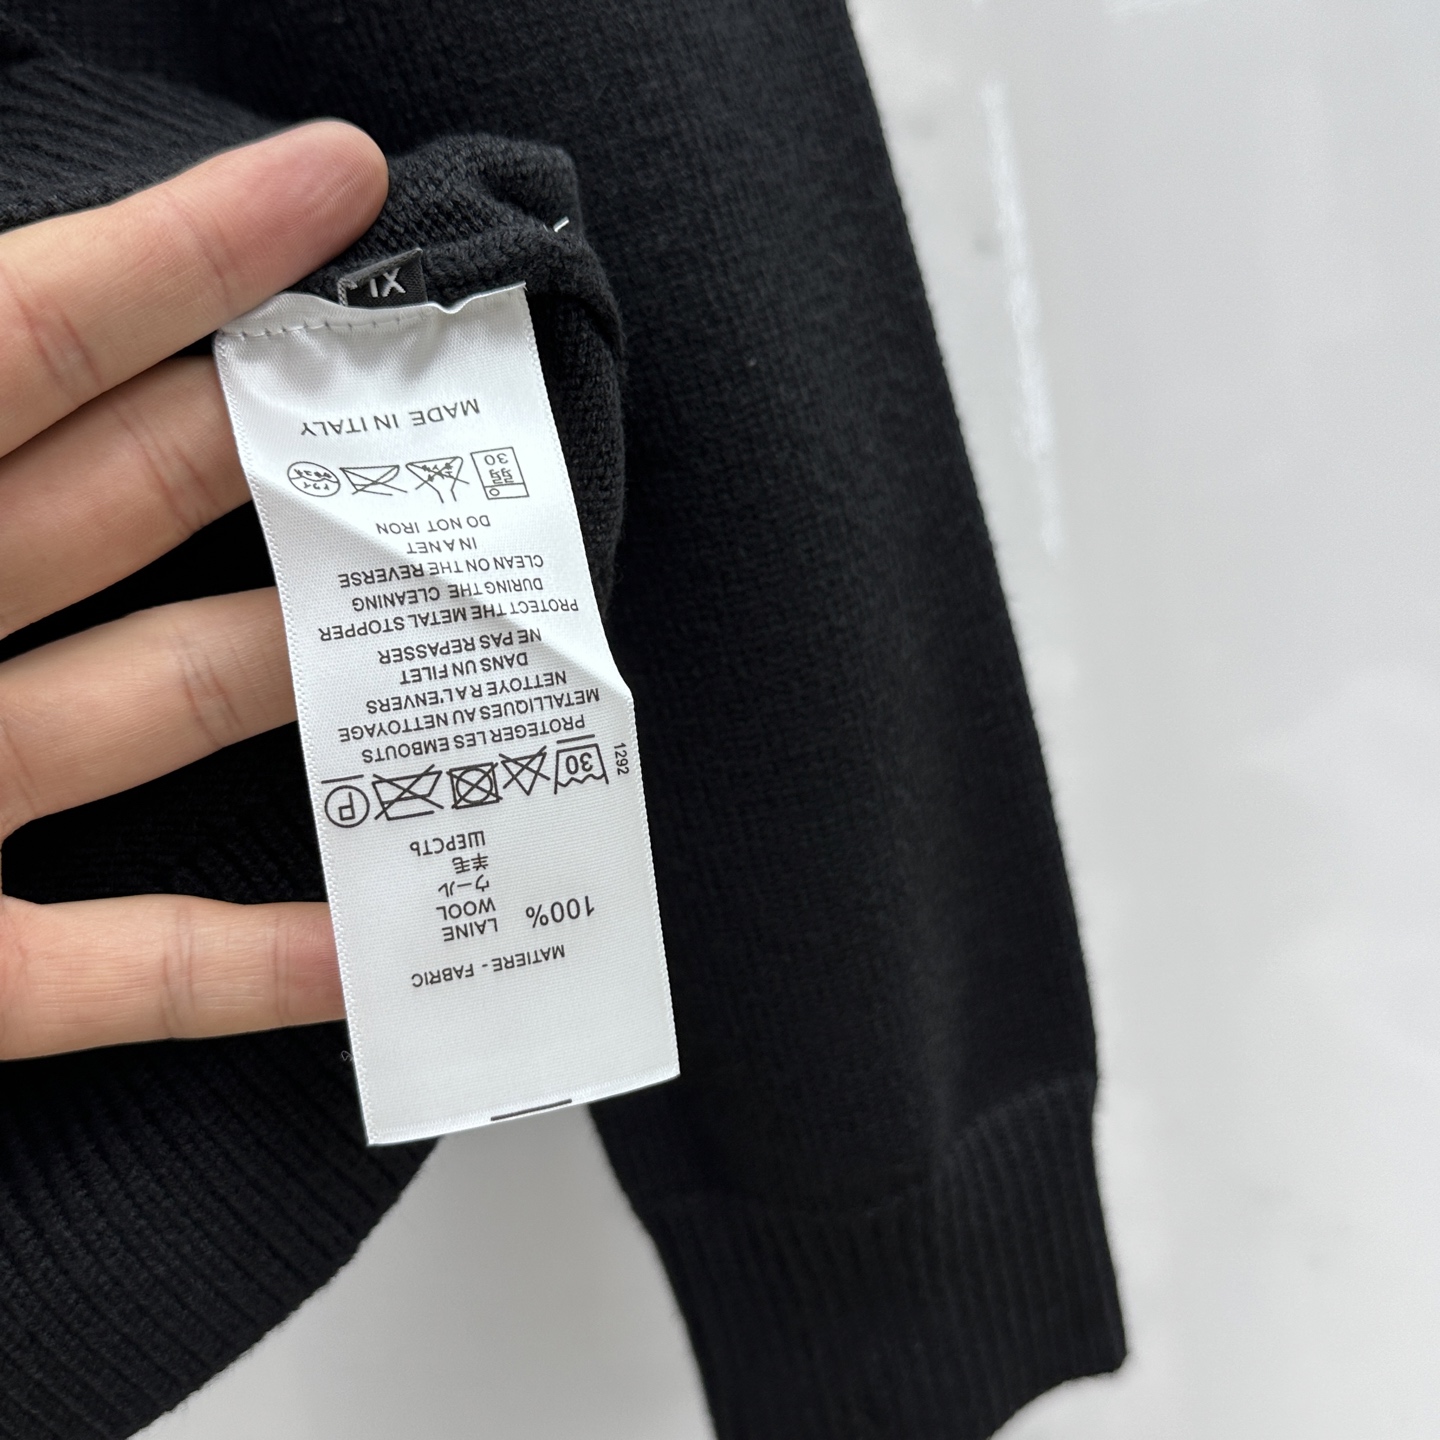 MATIERE - FABRIC
100% LAINE
WOOL
ウール
羊毛
ШЕРСТЬ
1292
30 P
PROTEGER LES EMBOUTS
METALLIQUES AU NETTOYAGE
NETTOYER A L'ENVERS
DANS UN FILET
NE PAS REPASSER
PROTECT THE METAL STOPPER
DURING THE CLEANING
CLEAN ON THE REVERSE
IN A NET
DO NOT IRON
30
MADE IN ITALY
XL